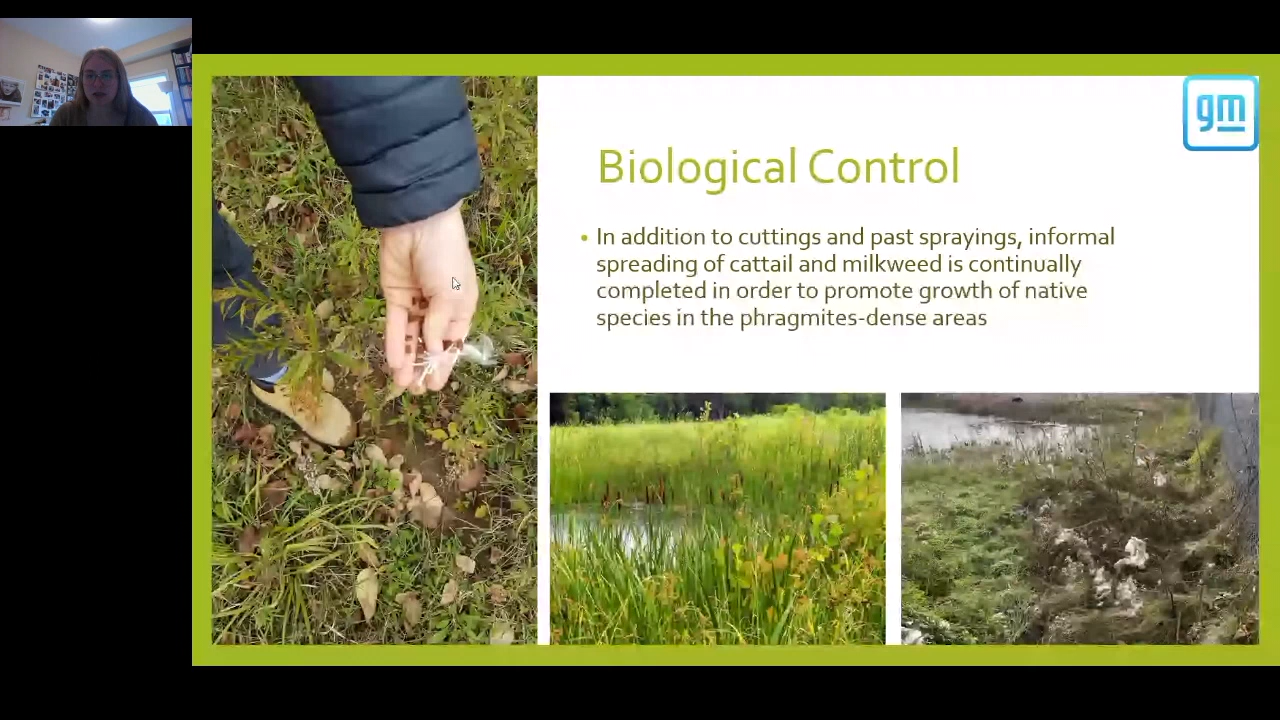 gm
Biological Control
• In addition to cuttings and past sprayings, informal
spreading of cattail and milkweed is continually
completed in order to promote growth of native
species in the phragmites-dense areas